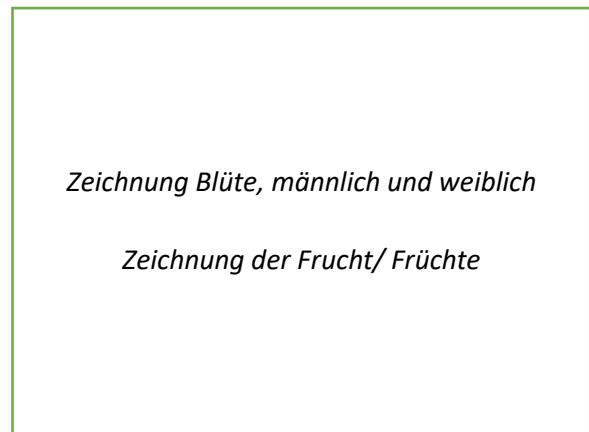 Zeichnung Blüte, männlich und weiblich
Zeichnung der Frucht/ Früchte